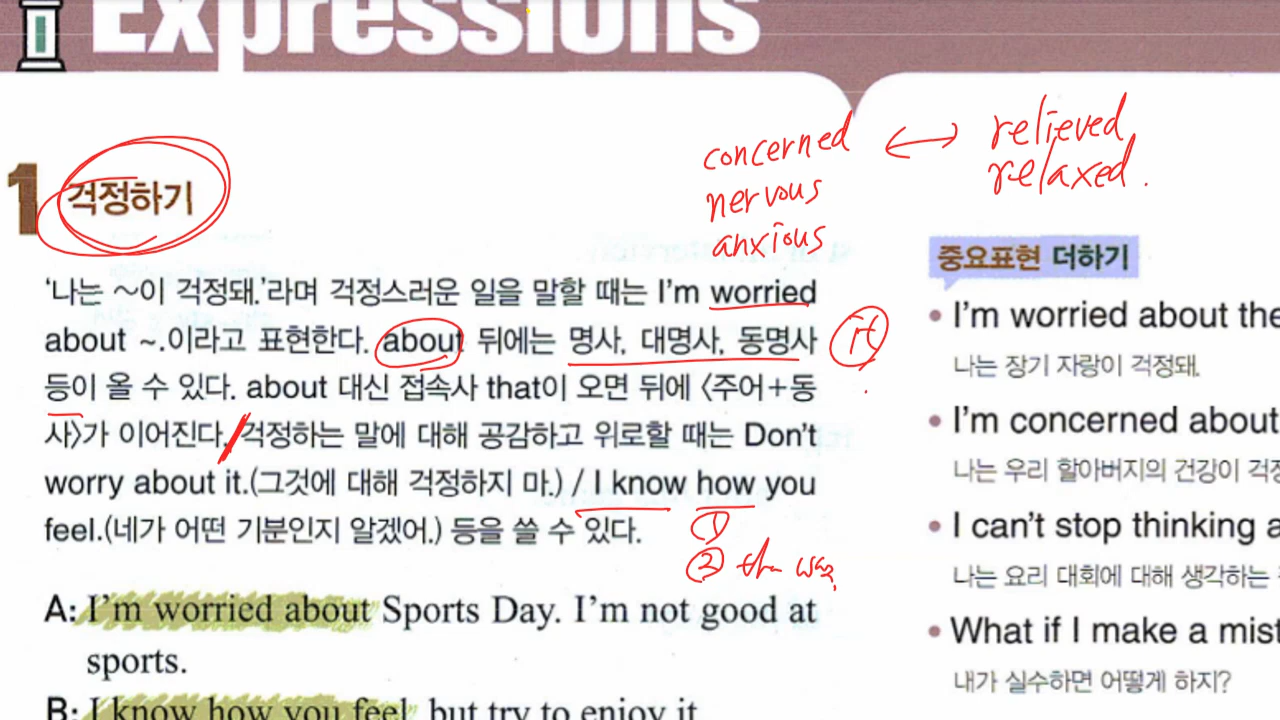 Expressions
concerned ↔ relieved
nervous relaxed.
anxious
1 걱정하기
'나는 ~이 걱정돼.'라며 걱정스러운 일을 말할 때는 I'm worried
about ~.이라고 표현한다. about 뒤에는 명사, 대명사, 동명사
등이 올 수 있다. about 대신 접속사 that이 오면 뒤에 〈주어+동
사〉가 이어진다. 걱정하는 말에 대해 공감하고 위로할 때는 Don't
worry about it.(그것에 대해 걱정하지 마.) / I know how you
feel.(네가 어떤 기분인지 알겠어.) 등을 쓸 수 있다.
①
② the way
A: I'm worried about Sports Day. I'm not good at
sports.
B: I know how you feel, but try to enjoy it.
중요표현 더하기
• I'm worried about the
나는 장기 자랑이 걱정돼.
• I'm concerned about
나는 우리 할아버지의 건강이 걱정
• I can't stop thinking a
나는 요리 대회에 대해 생각하는
• What if I make a mist
내가 실수하면 어떻게 하지?